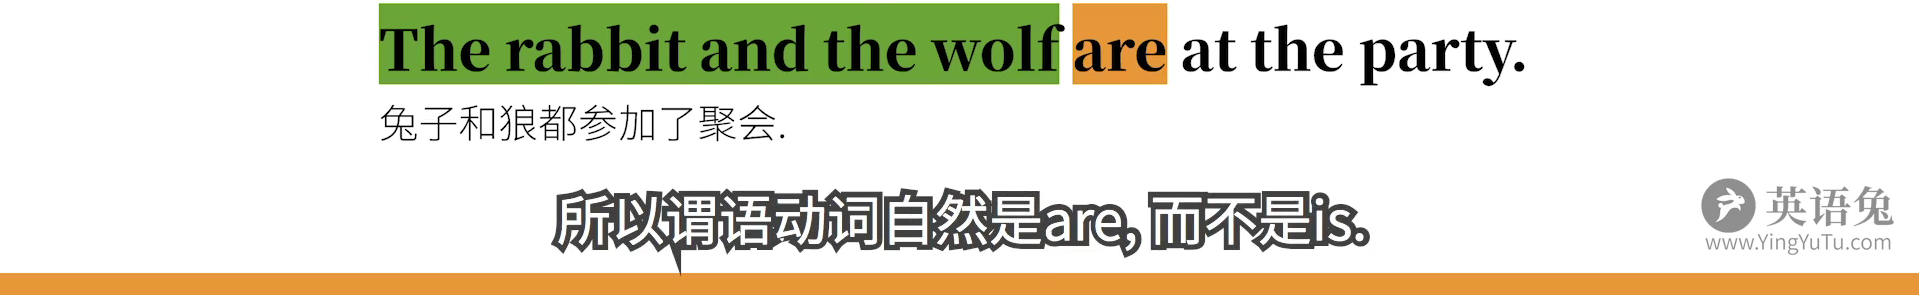 The rabbit and the wolf are at the party.
兔子和狼都参加了聚会.
所以谓语动词自然是are, 而不是is.
英语兔
www.YingYuTu.com